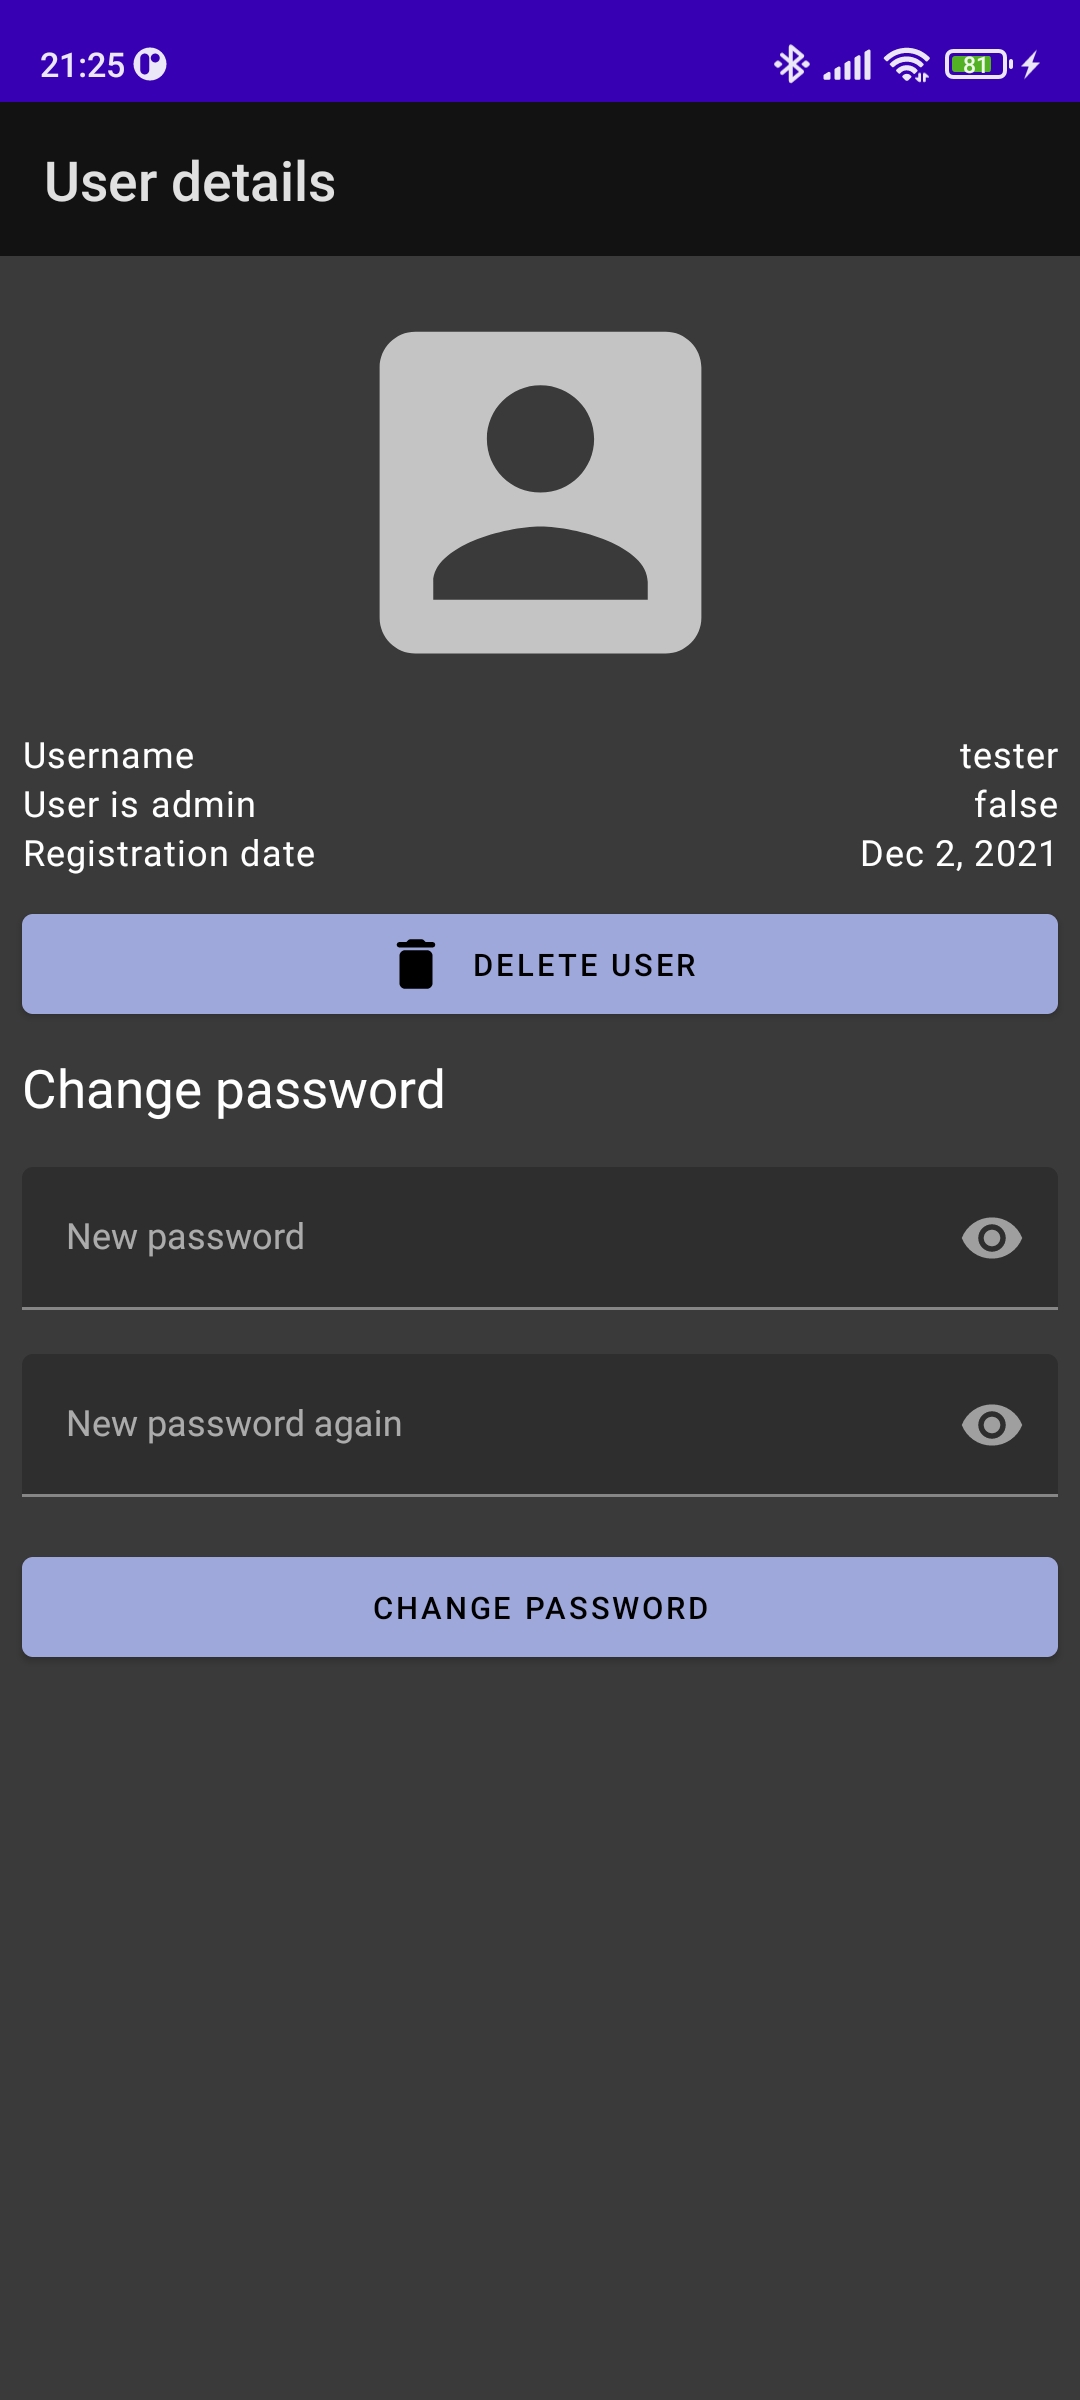 21:25
81
User details
Username tester
User is admin false
Registration date Dec 2, 2021
DELETE USER
Change password
New password
New password again
CHANGE PASSWORD